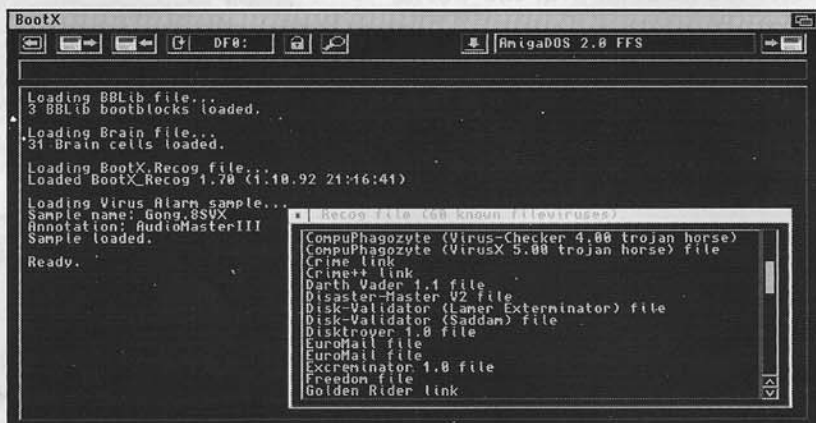 BootX
DF0:
AmigaDOS 2.0 FFS
Loading BBLib file...
3 BBLib bootblocks loaded.
Loading Brain file...
31 Brain cells loaded.
Loading BootX.Recog file...
Loaded BootX_Recog 1.70 (1.10.92 21:16:41)
Loading Virus Alarm sample...
Sample name: Gong.8SVX
Annotation: AudioMasterIII
Sample loaded.
Ready.
Recog file (60 known fileviruses)
CompuPhagozyte (Virus-Checker 4.00 trojan horse)
CompuPhagozyte (VirusX 5.00 trojan horse) file
Crime link
Crime++ link
Darth Vader 1.1 file
Disaster-Master V2 file
Disk-Validator (Lamer Exterminator) file
Disk-Validator (Saddam) file
Disktroyer 1.0 file
EuroMail file
EuroMail file
Excreminator 1.0 file
Freedom file
Golden Rider link